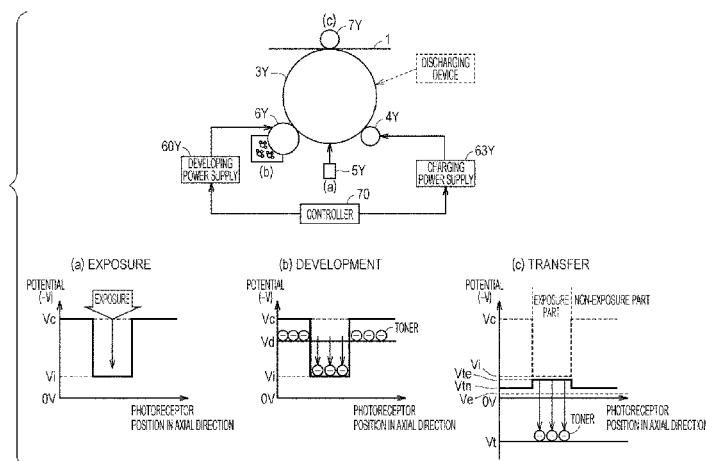 (c)
7Y
1
3Y
DISCHARGING
DEVICE
6Y
4Y
60Y
63Y
DEVELOPING
POWER SUPPLY
CHARGING
POWER SUPPLY
(b)
5Y
(a)
70
CONTROLLER
(a) EXPOSURE
POTENTIAL
(−V)
EXPOSURE
Vc
Vi
0V
PHOTORECEPTOR
POSITION IN AXIAL DIRECTION
(b) DEVELOPMENT
POTENTIAL
(−V)
TONER
Vc
Vd
Vi
0V
PHOTORECEPTOR
POSITION IN AXIAL DIRECTION
(c) TRANSFER
POTENTIAL
(−V)
EXPOSURE
PART
NON-EXPOSURE PART
Vc
Vi
Vte
Vtn
Ve
0V
PHOTORECEPTOR
POSITION IN AXIAL DIRECTION
TONER
Vt